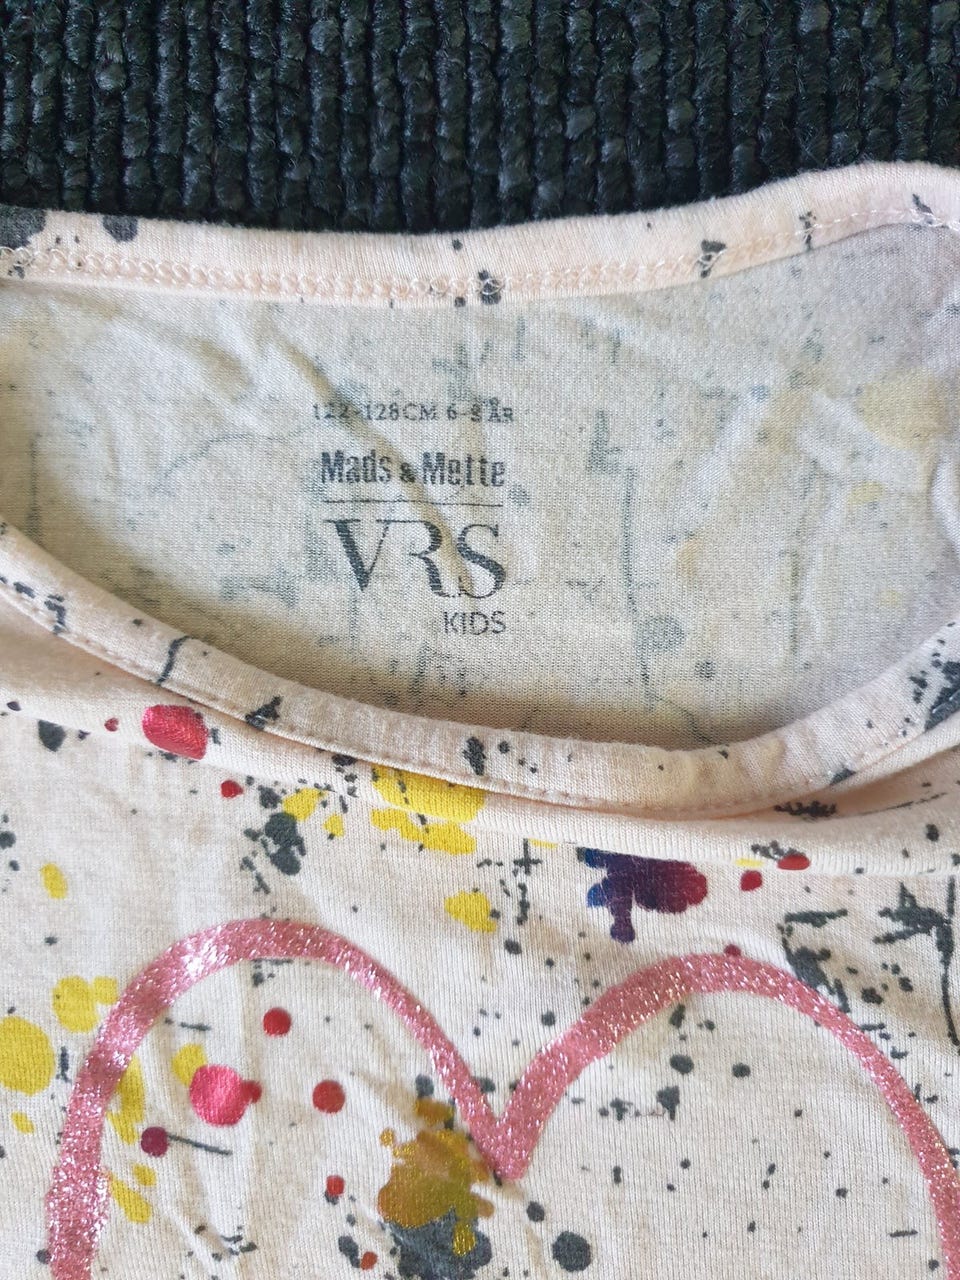 122-128CM 6-8 ÅR
Mads & Mette
VRS
KIDS